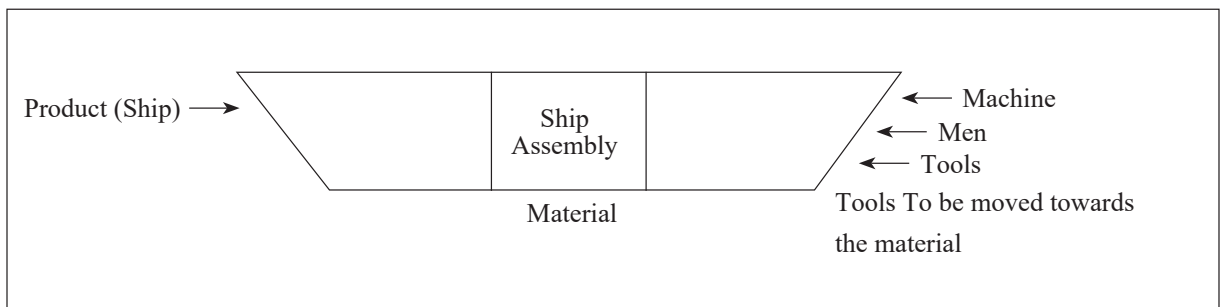 Product (Ship)
Ship
Assembly
Machine
Men
Tools
Material
Tools To be moved towards
the material